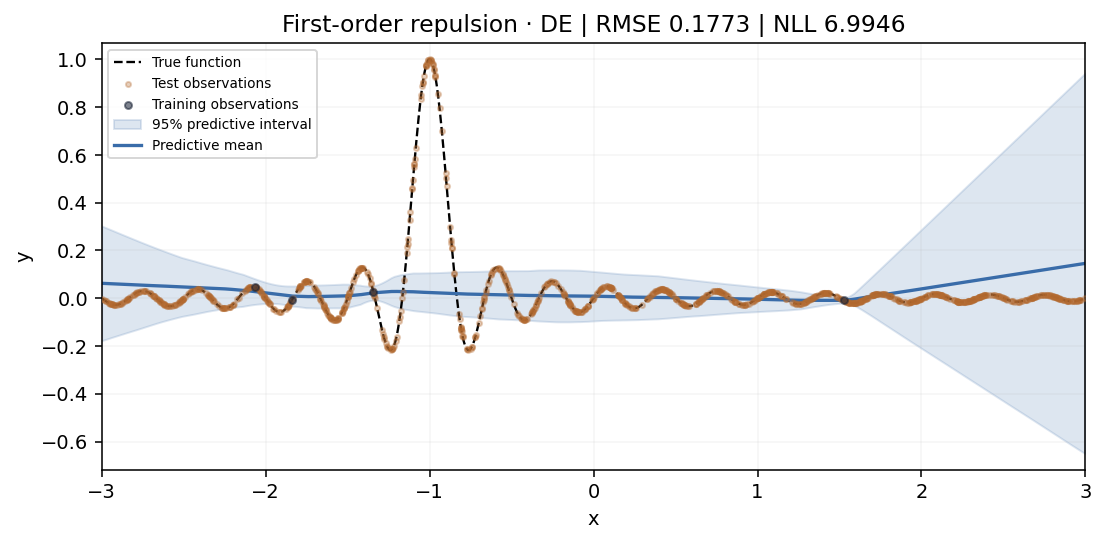 First-order repulsion · DE | RMSE 0.1773 | NLL 6.9946
True function
Test observations
Training observations
95% predictive interval
Predictive mean
y
1.0
0.8
0.6
0.4
0.2
0.0
−0.2
−0.4
−0.6
−3
−2
−1
0
1
2
3
x